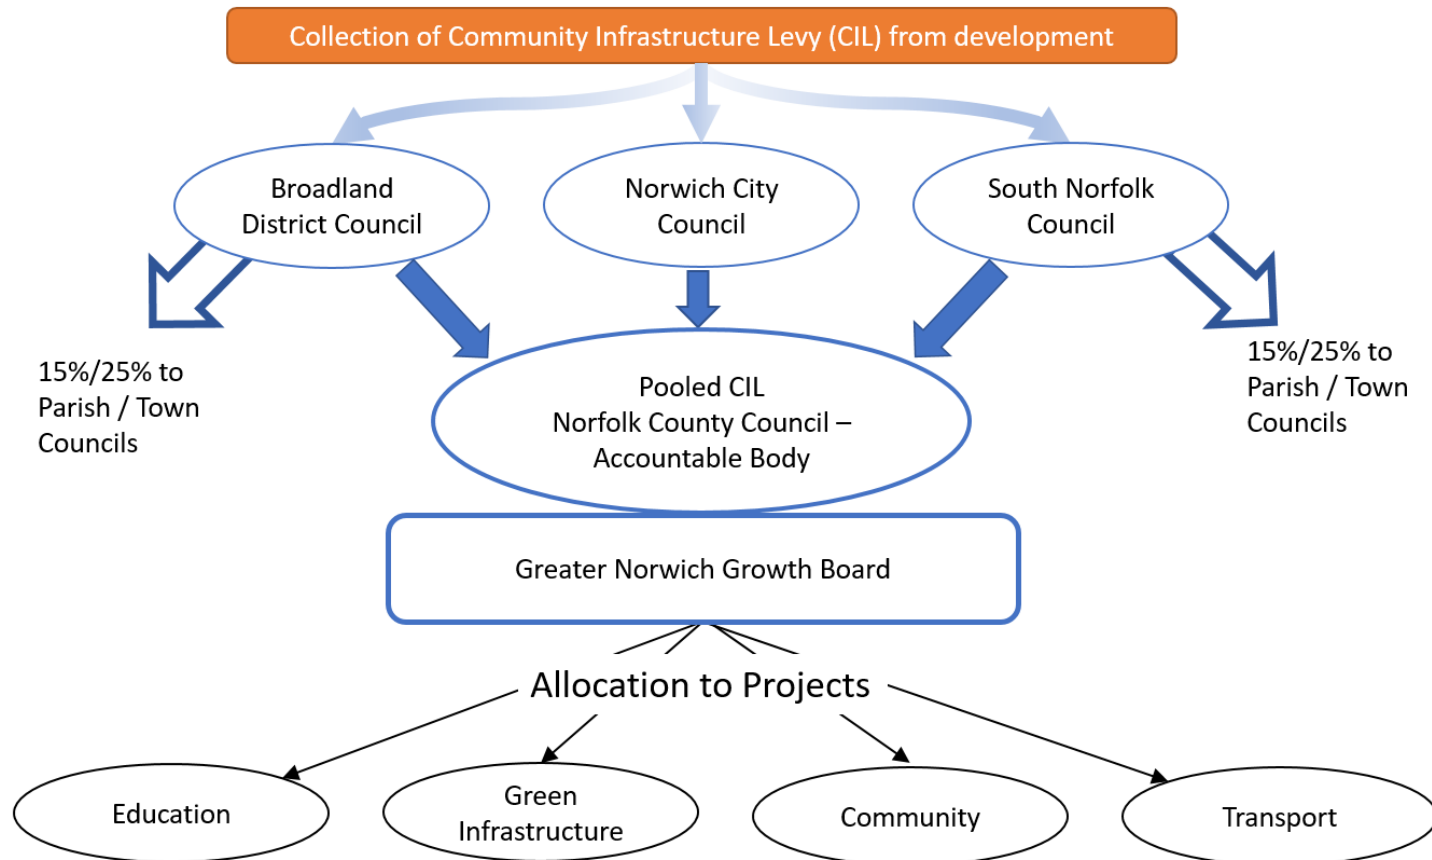 Collection of Community Infrastructure Levy (CIL) from development
Broadland
District Council
Norwich City
Council
South Norfolk
Council
15%/25% to
Parish / Town
Councils
Pooled CIL
Norfolk County Council –
Accountable Body
15%/25% to
Parish / Town
Councils
Greater Norwich Growth Board
Allocation to Projects
Education
Green
Infrastructure
Community
Transport